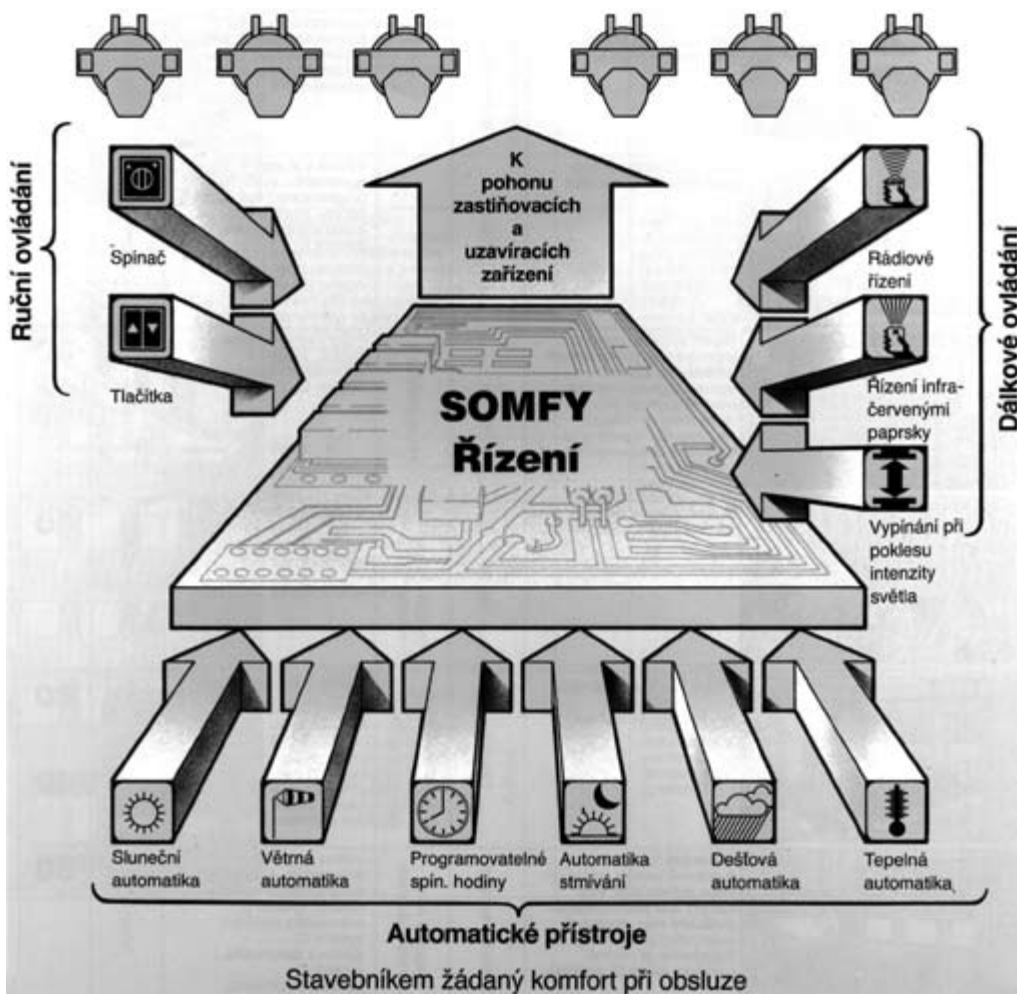 K
pohonu
zastiňovacích
a
uzavíracích
zařízení
Ruční ovládání
Spínač
Tlačítka
Dálkové ovládání
Rádiové
řízení
Řízení infra-
červenými
paprsky
Vypínání při
poklesu
intenzity
světla
SOMFY
Řízení
Sluneční
automatika
Větrná
automatika
Programovatelné
spín. hodiny
Automatika
stmívání
Dešťová
automatika
Tepelná
automatika
Automatické přístroje
Stavebníkem žádaný komfort při obsluze